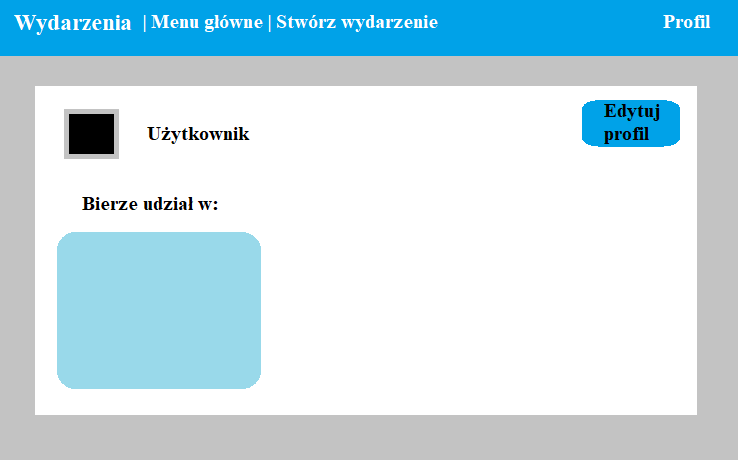 Wydarzenia | Menu główne | Stwórz wydarzenie Profil
Edytuj
profil
Użytkownik
Bierze udział w: